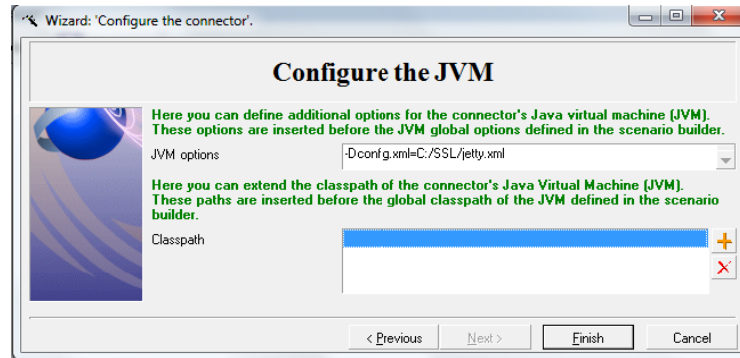 Wizard: 'Configure the connector'.
Configure the JVM
Here you can define additional options for the connector's Java virtual machine (JVM).
These options are inserted before the JVM global options defined in the scenario builder.
JVM options
-Dconfg.xml=C:/SSL/jetty.xml
Here you can extend the classpath of the connector's Java Virtual Machine (JVM).
These paths are inserted before the global classpath of the JVM defined in the scenario
builder.
Classpath
< Previous Next > Finish Cancel